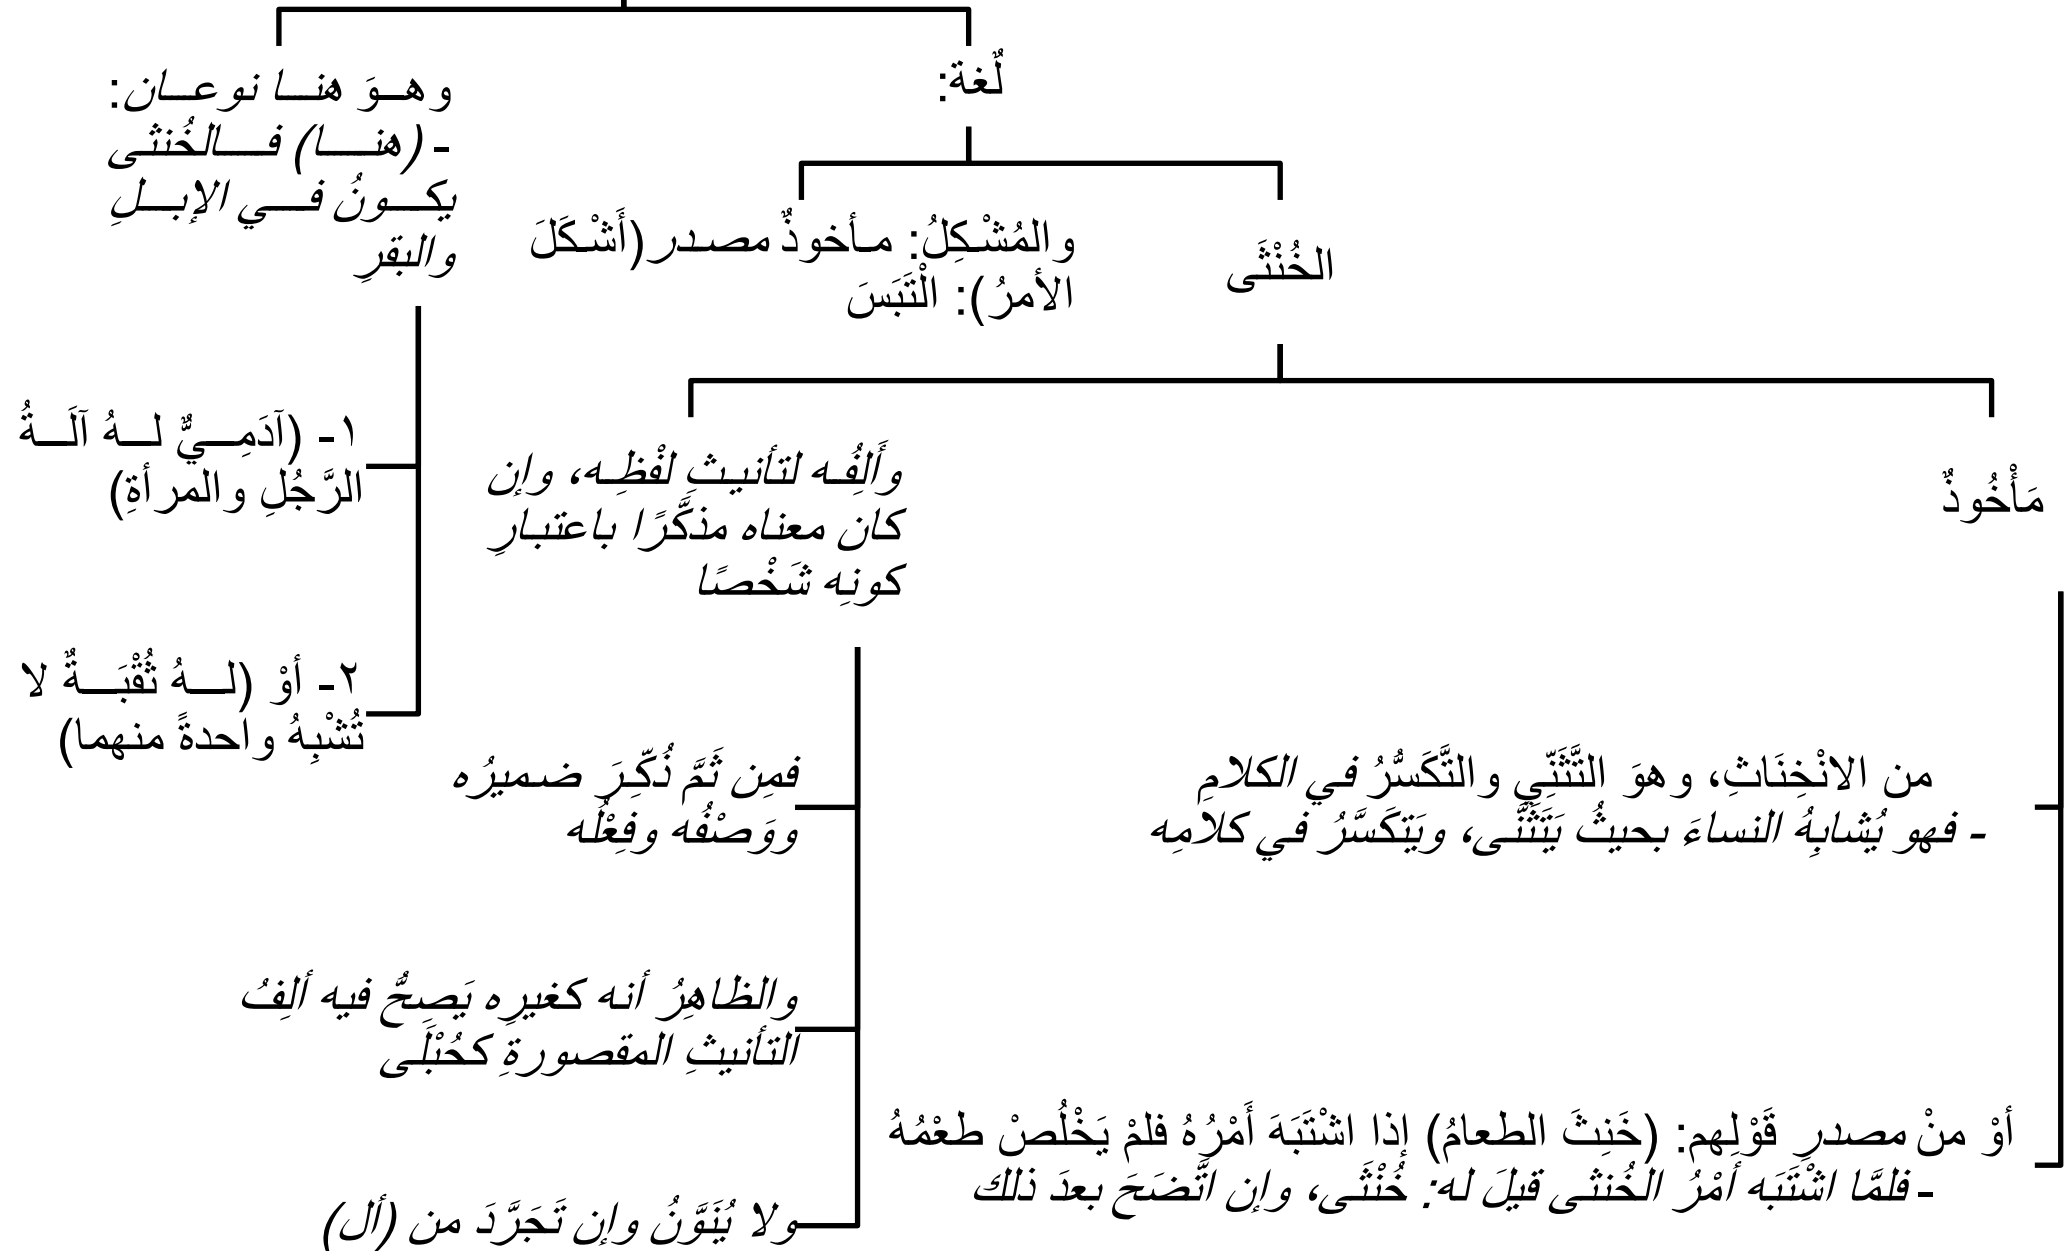 لُغة:
الخُنْثَى
مَأْخُوذٌ
من الانْخِنَاثِ، وهوَ التَّثَنِّي والتَّكَسُّرُ في الكلامِ
- فهو يُشابِهُ النساءَ بحيثُ يَتَثَنَّى، ويَتكَسَّرُ في كلامِه
أوْ منْ مصدرِ قَوْلِهم: (خَنِثَ الطعامُ) إذا اشْتَبَهَ أَمْرُهُ فلمْ يَخْلُصْ طعْمُهُ
- فلمَّا اشْتَبَه أمْرُ الخُنثى قيلَ له: خُنْثَى، وإن اتَّضَحَ بعدَ ذلك
وأَلِفُه لتأنيثِ لفْظِه، وإن
كان معناه مذكَّرًا باعتبارِ
كونِه شَخْصًا
فمِن ثَمَّ ذُكِّرَ ضميرُه
ووَصْفُه وفِعْلُه
والظاهِرُ أنه كغيرِه يَصِحُّ فيه ألِفُ
التأنيثِ المقصورةِ كحُبْلَى
ولا يُنَوَّنُ وإن تَجَرَّدَ من (أل)
والمُشْكِلُ: مأخوذٌ مصدر (أَشْكَلَ
الأمرُ): الْتَبَسَ
وهوَ هنا نوعان:
- (هنا) فالخُنثى
يكونُ في الإبلِ
والبقرِ
١- (آدَمِيٌّ لهُ آلَةُ
الرَّجُلِ والمرأةِ)
٢- أوْ (لهُ ثُقْبَةٌ لا
تُشْبِهُ واحدةً منهما)